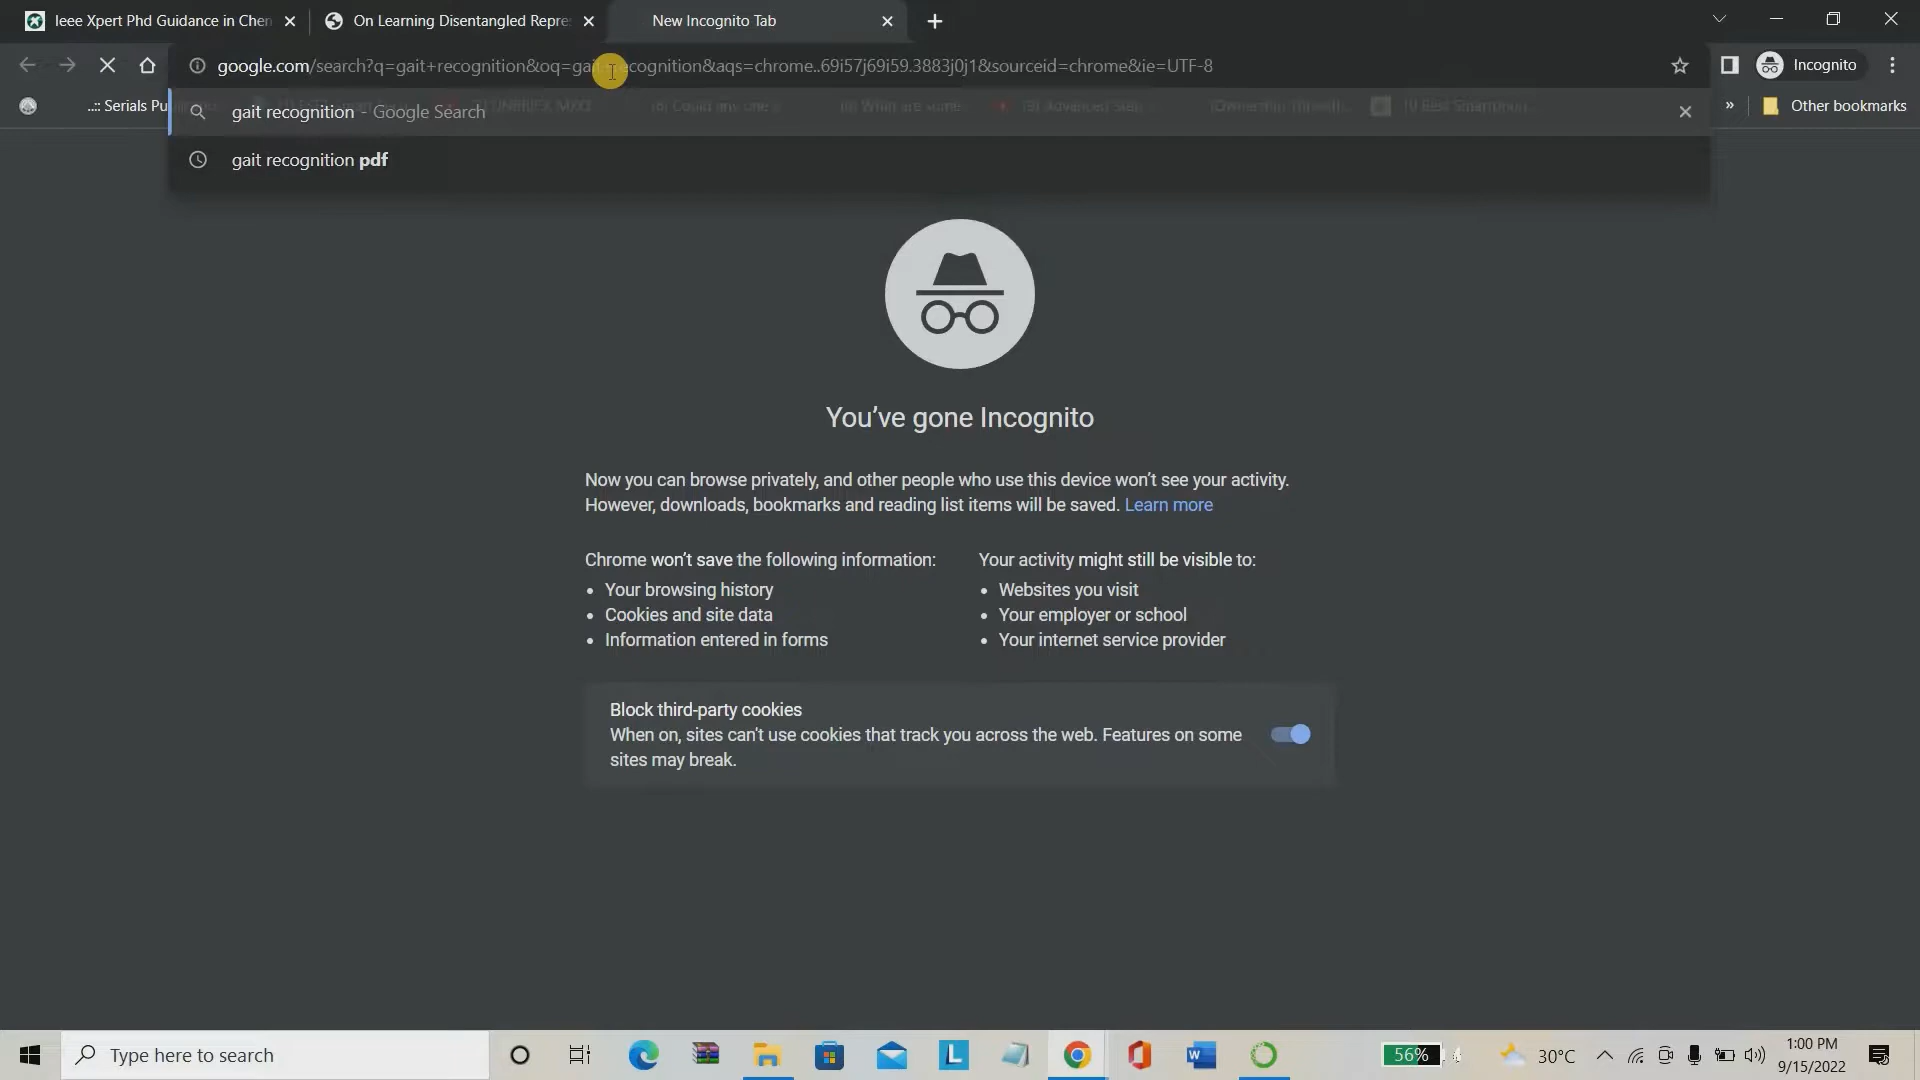 Ieee Xpert Phd Guidance in Chen
On Learning Disentangled Repre
New Incognito Tab
google.com/search?q=gait+recognition&oq=gait+recognition&aqs=chrome..69i57j69i59.3883j0j1&sourceid=chrome&ie=UTF-8
Incognito
..:: Serials Pu
Other bookmarks
gait recognition - Google Search
gait recognition pdf
You've gone Incognito
Now you can browse privately, and other people who use this device won't see your activity.
However, downloads, bookmarks and reading list items will be saved. Learn more
Chrome won't save the following information:
Your browsing history
Cookies and site data
Information entered in forms
Your activity might still be visible to:
Websites you visit
Your employer or school
Your internet service provider
Block third-party cookies
When on, sites can't use cookies that track you across the web. Features on some
sites may break.
Type here to search
L
W
56%
30°C
1:00 PM
9/15/2022